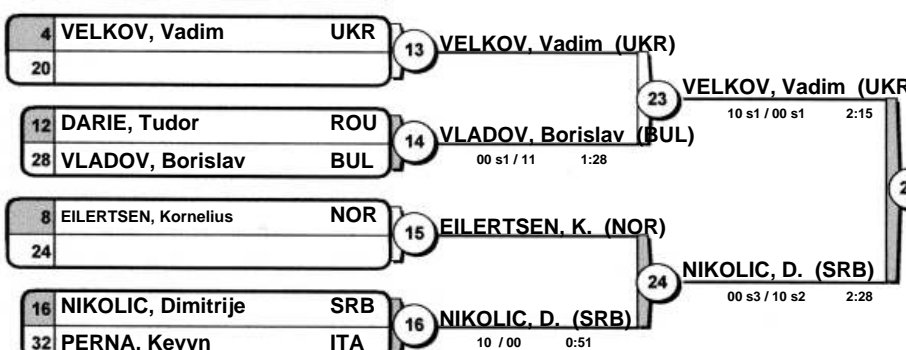 4 VELKOV, Vadim UKR
20
13 VELKOV, Vadim (UKR)
12 DARIE, Tudor ROU
28 VLADOV, Borislav BUL
14 VLADOV, Borislav (BUL)
00 s1 / 11 1:28
23 VELKOV, Vadim (UKR
10 s1 / 00 s1 2:15
8 EILERTSEN, Kornelius NOR
24
15 EILERTSEN, K. (NOR)
16 NIKOLIC, Dimitrije SRB
32 PERNA, Kevyn ITA
16 NIKOLIC, D. (SRB)
10 / 00 0:51
24 NIKOLIC, D. (SRB)
00 s3 / 10 s2 2:28